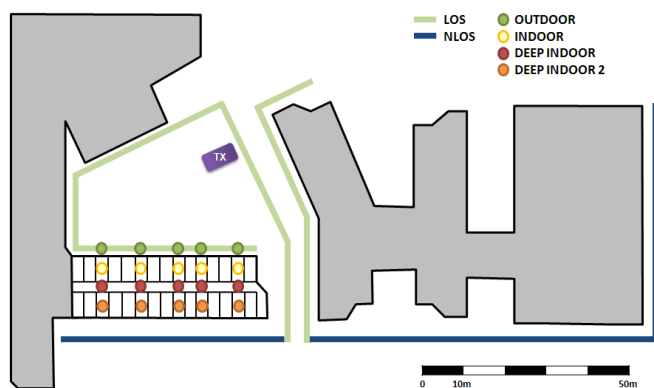 LOS
NLOS
OUTDOOR
INDOOR
DEEP INDOOR
DEEP INDOOR 2
TX
0 10m 50m